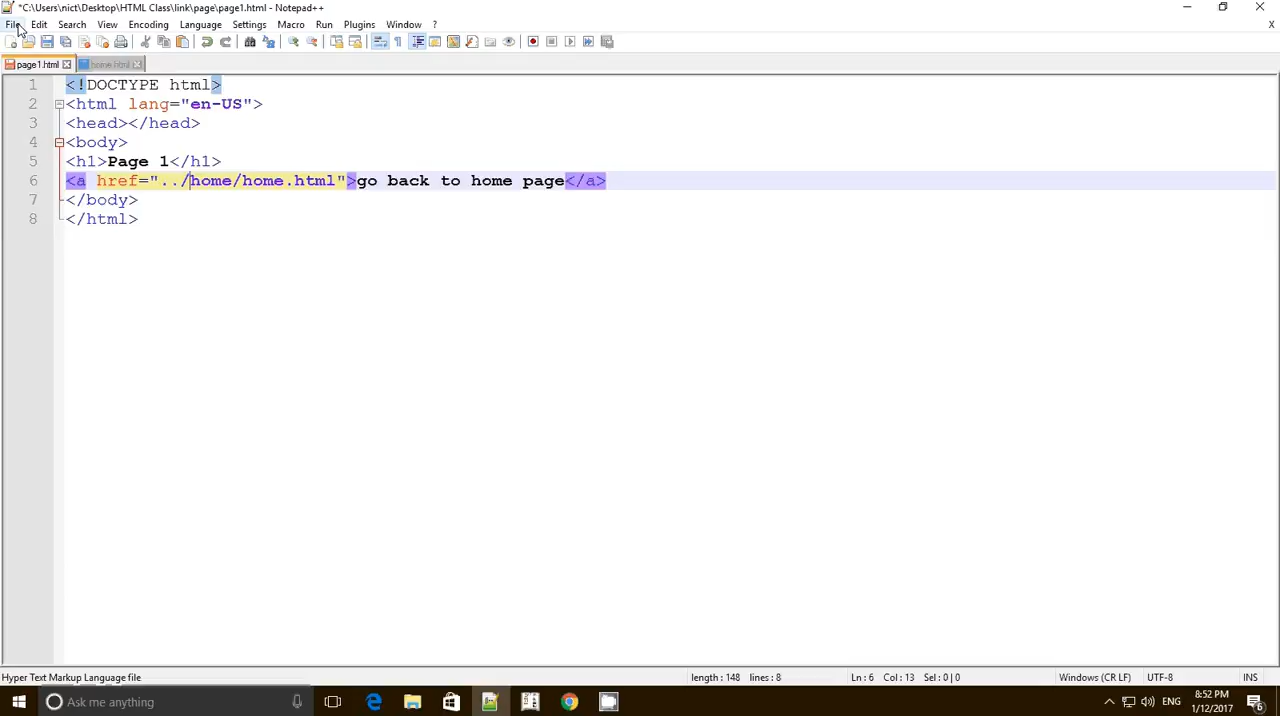 *C:\Users\nict\Desktop\HTML Class\link\page\page1.html - Notepad++
File Edit Search View Encoding Language Settings Macro Run Plugins Window ?
X
page1.html home.html
1 <!DOCTYPE html>
2 <html lang="en-US">
3 <head></head>
4 <body>
5 <h1>Page 1</h1>
6 <a href="../home/home.html">go back to home page</a>
7 </body>
8 </html>
Hyper Text Markup Language file length : 148 lines : 8 Ln : 6 Col : 13 Sel : 0 | 0 Windows (CR LF) UTF-8 INS
Ask me anything ENG 8:52 PM
1/12/2017 6